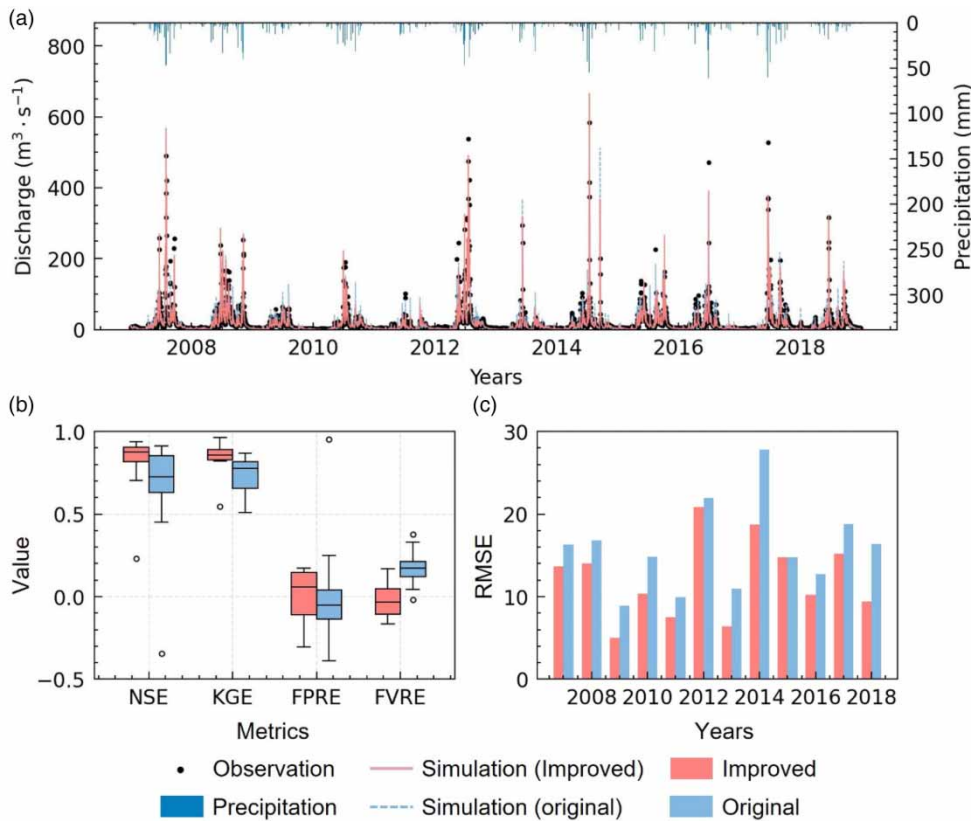 (a)
800
600
400
200
0
Discharge (m³ · s⁻¹)
0
50
100
150
200
250
300
Precipitation (mm)
2008 2010 2012 2014 2016 2018
Years
(b)
1.0
0.5
0.0
−0.5
Value
NSE KGE FPRE FVRE
Metrics
(c)
30
20
10
0
RMSE
2008 2010 2012 2014 2016 2018
Years
Observation Simulation (Improved) Improved
Precipitation Simulation (original) Original